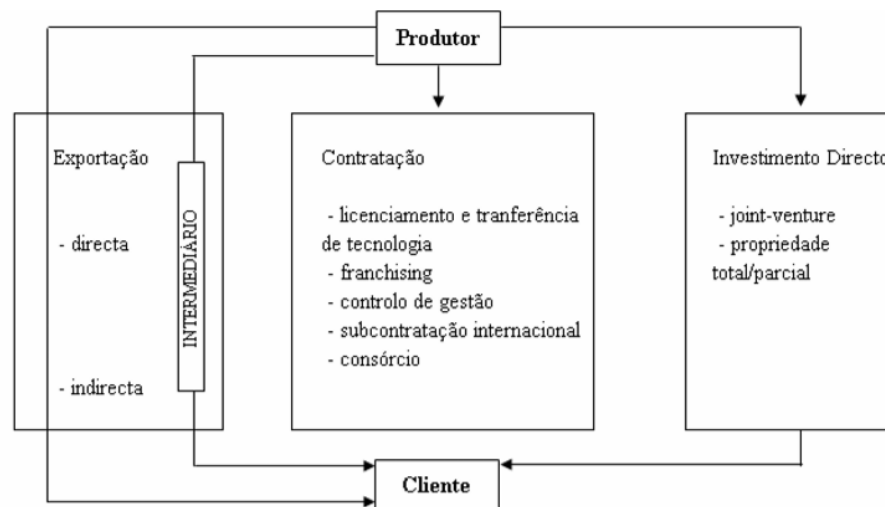 Produtor
Exportação
- directa
- indirecta
INTERMEDIÁRIO
Contratação
- licenciamento e tranferência
de tecnologia
- franchising
- controlo de gestão
- subcontratação internacional
- consórcio
Investimento Directo
- joint-venture
- propriedade
total/parcial
Cliente